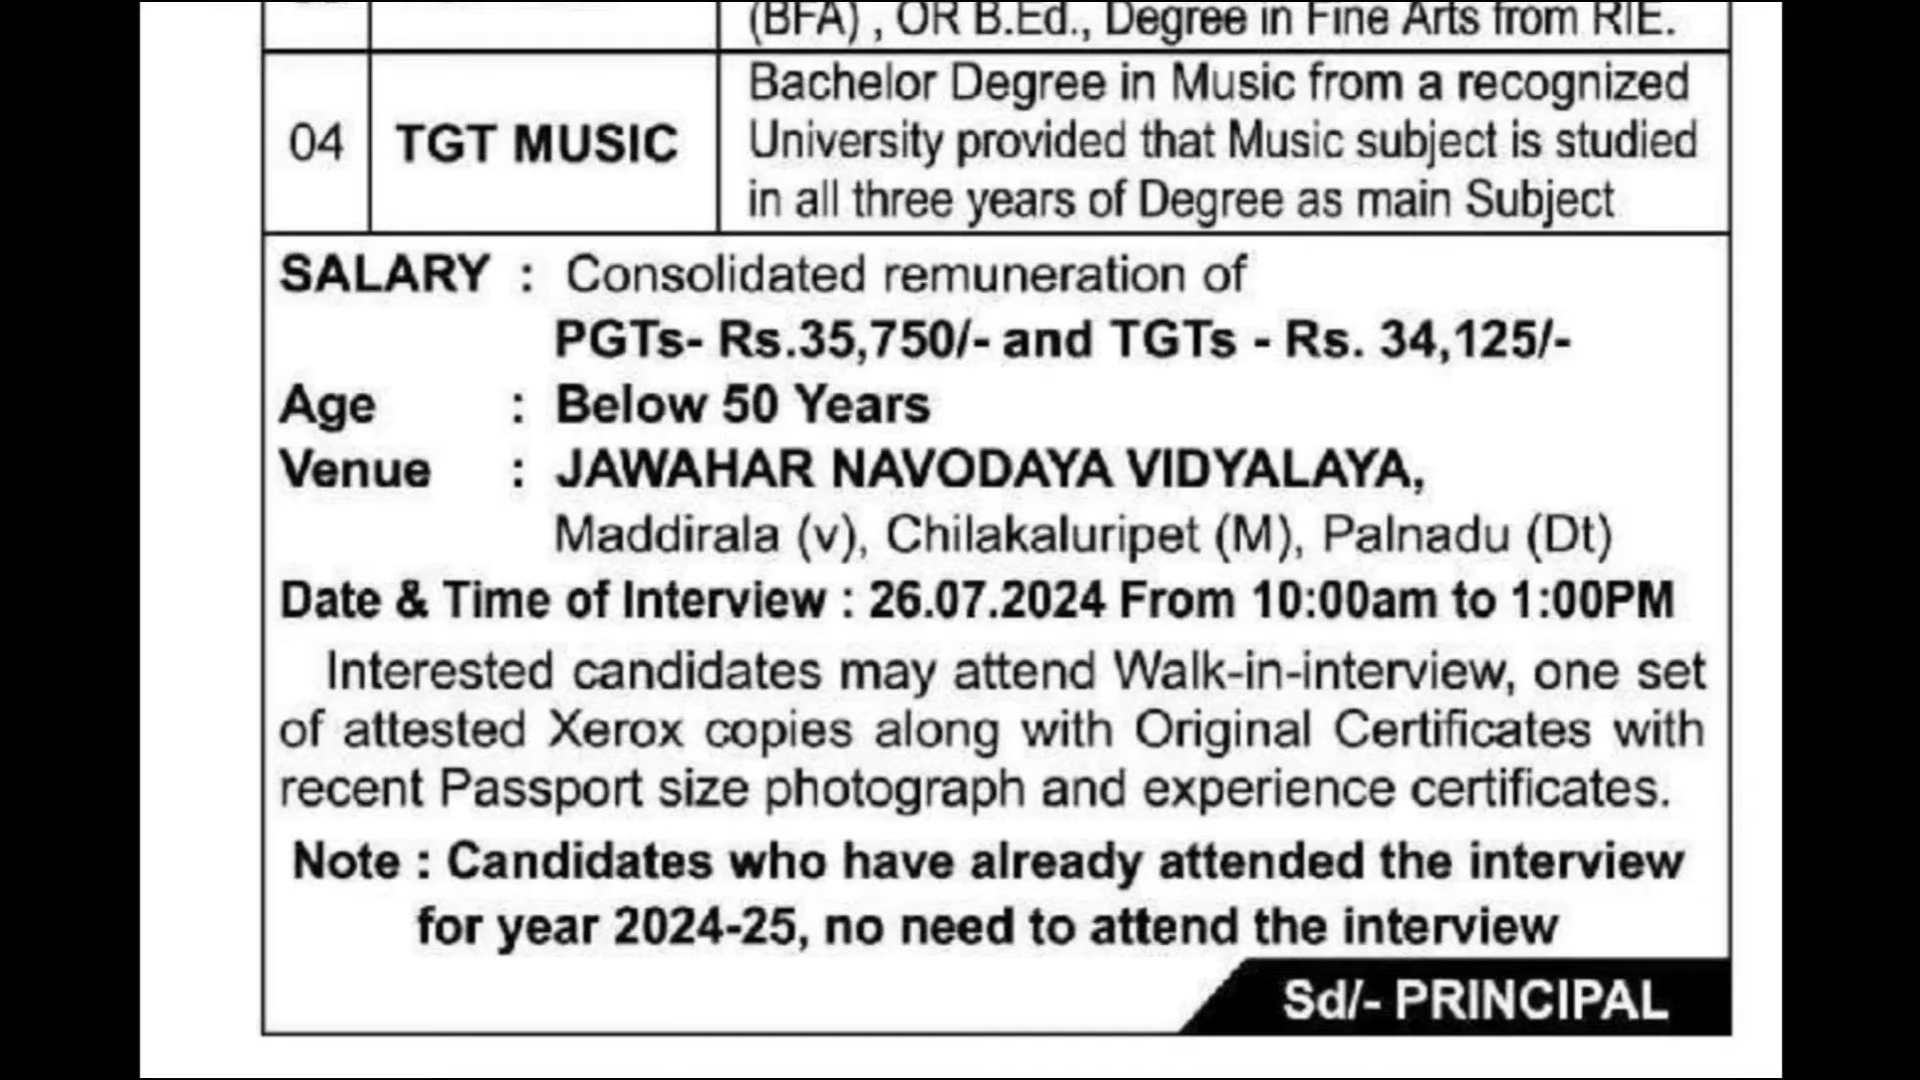 (BFA) , OR B.Ed., Degree in Fine Arts from RIE.
04
TGT MUSIC
Bachelor Degree in Music from a recognized
University provided that Music subject is studied
in all three years of Degree as main Subject
SALARY : Consolidated remuneration of
PGTs- Rs.35,750/- and TGTs - Rs. 34,125/-
Age : Below 50 Years
Venue : JAWAHAR NAVODAYA VIDYALAYA,
Maddirala (v), Chilakaluripet (M), Palnadu (Dt)
Date & Time of Interview : 26.07.2024 From 10:00am to 1:00PM
Interested candidates may attend Walk-in-interview, one set
of attested Xerox copies along with Original Certificates with
recent Passport size photograph and experience certificates.
Note : Candidates who have already attended the interview
for year 2024-25, no need to attend the interview
Sd/- PRINCIPAL